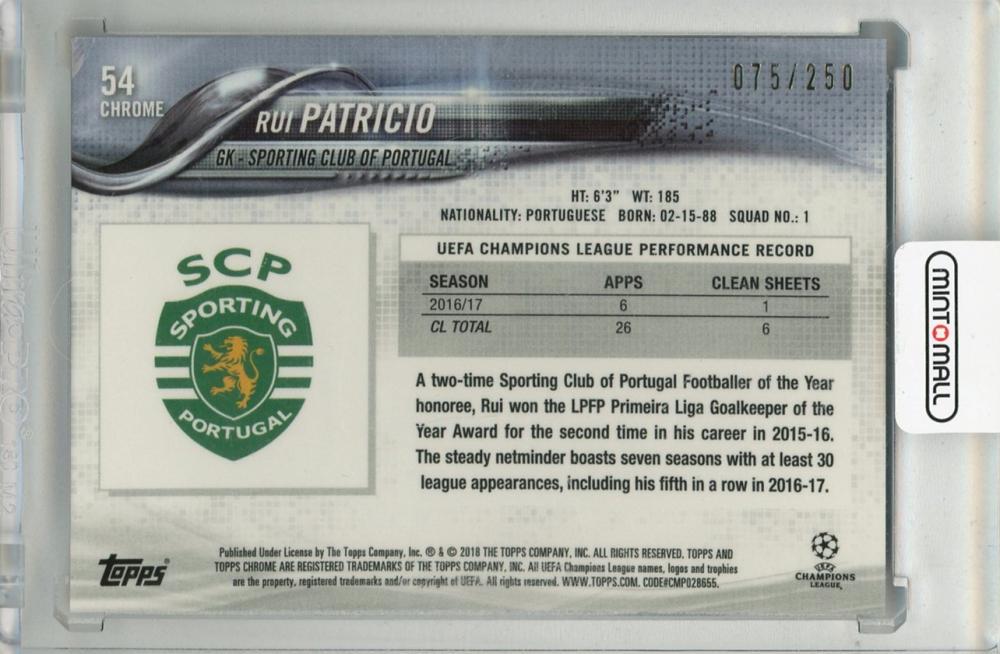 54
CHROME
075/250
RUI PATRICIO
GK - SPORTING CLUB OF PORTUGAL
HT: 6'3" WT: 185
NATIONALITY: PORTUGUESE BORN: 02-15-88 SQUAD NO.: 1
UEFA CHAMPIONS LEAGUE PERFORMANCE RECORD
SEASON APPS CLEAN SHEETS
2016/17 6 1
CL TOTAL 26 6
SCP
SPORTING
PORTUGAL
A two-time Sporting Club of Portugal Footballer of the Year
honoree, Rui won the LPFP Primeira Liga Goalkeeper of the
Year Award for the second time in his career in 2015-16.
The steady netminder boasts seven seasons with at least 30
league appearances, including his fifth in a row in 2016-17.
MINTOMALL
Topps®
Published Under License by The Topps Company, Inc. ® & © 2018 THE TOPPS COMPANY, INC. ALL RIGHTS RESERVED. TOPPS AND
TOPPS CHROME ARE REGISTERED TRADEMARKS OF THE TOPPS COMPANY, INC. All UEFA Champions League names, logos and trophies
are the property, registered trademarks and/or copyright of UEFA. All rights reserved. WWW.TOPPS.COM. CODE#CMP028655.
UEFA
CHAMPIONS
LEAGUE.